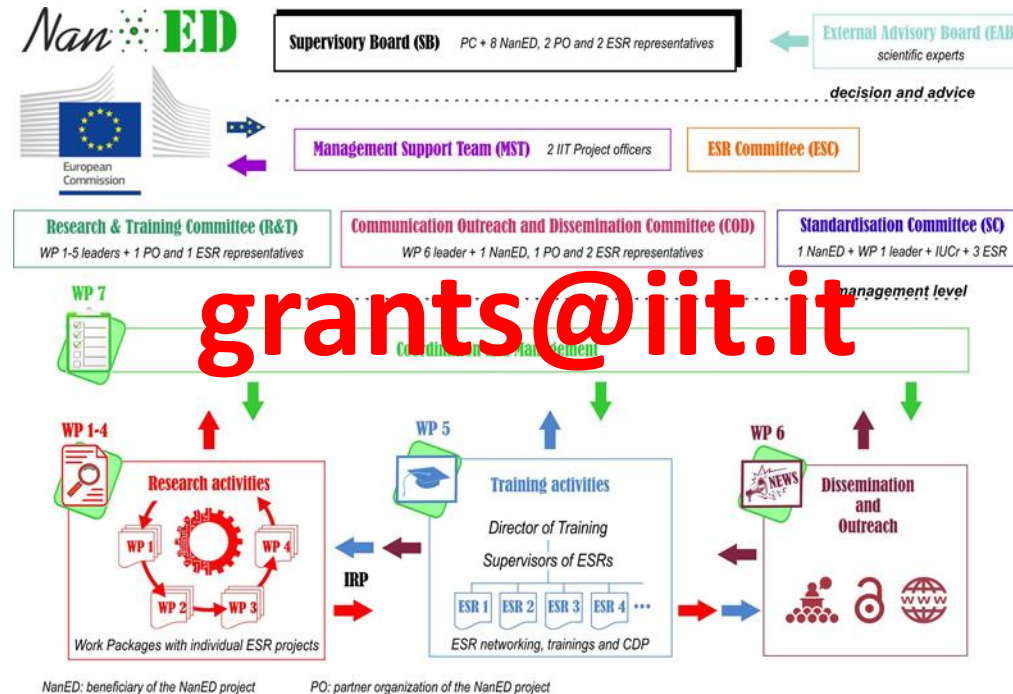 NanED
Supervisory Board (SB) PC + 8 NanED, 2 PO and 2 ESR representatives
External Advisory Board (EAB
scientific experts
decision and advice
European
Commission
Management Support Team (MST) 2 IIT Project officers
ESR Committee (ESC)
Research & Training Committee (R&T)
WP 1-5 leaders + 1 PO and 1 ESR representatives
Communication Outreach and Dissemination Committee (COD)
WP 6 leader + 1 NanED, 1 PO and 2 ESR representatives
Standardisation Committee (SC)
1 NanED + WP 1 leader + IUCr + 3 ESR
management level
WP 7
grants@iit.it
Coordination and Management
WP 1-4
Research activities
WP 1
WP 4
WP 2
WP 3
Work Packages with individual ESR projects
IRP
WP 5
Training activities
Director of Training
Supervisors of ESRs
ESR 1 ESR 2 ESR 3 ESR 4 •••
ESR networking, trainings and CDP
WP 6
NEWS
Dissemination
and
Outreach
www
NanED: beneficiary of the NanED project PO: partner organization of the NanED project